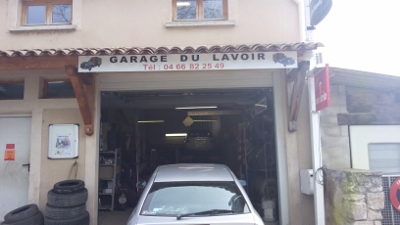 GARAGE DU LAVOIR
Tél : 04 66 82 25 49